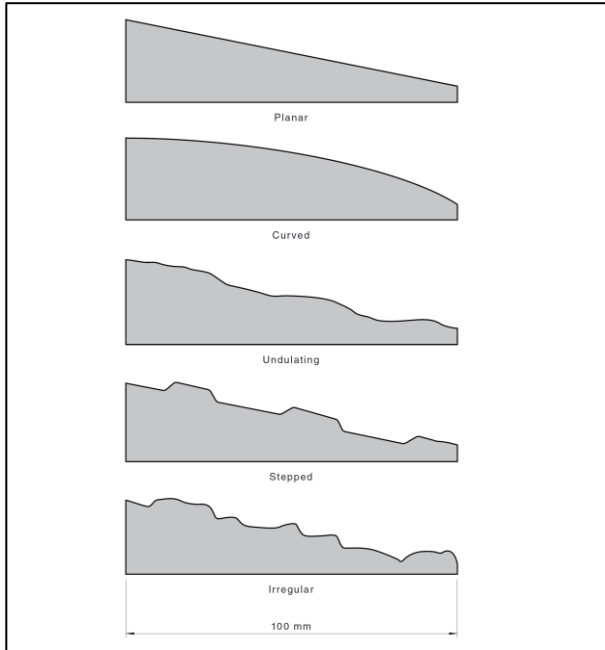 Planar
Curved
Undulating
Stepped
Irregular
100 mm